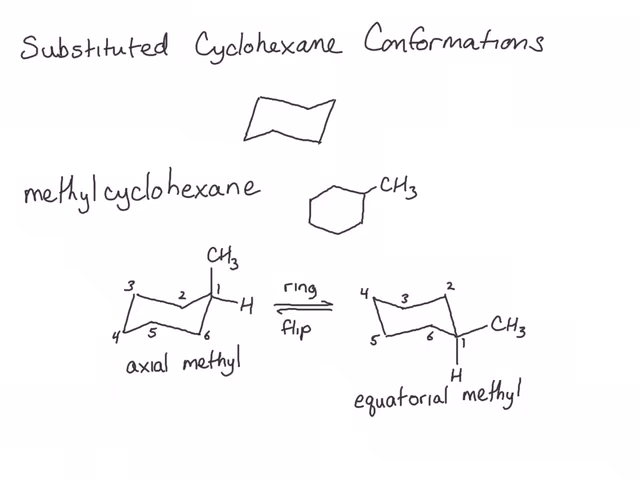 Substituted Cyclohexane Conformations
methylcyclohexane
CH3
CH3
3 2 1 H
4 5 6
axial methyl
ring
flip
4 3 2
5 6 1 CH3
H
equatorial methyl